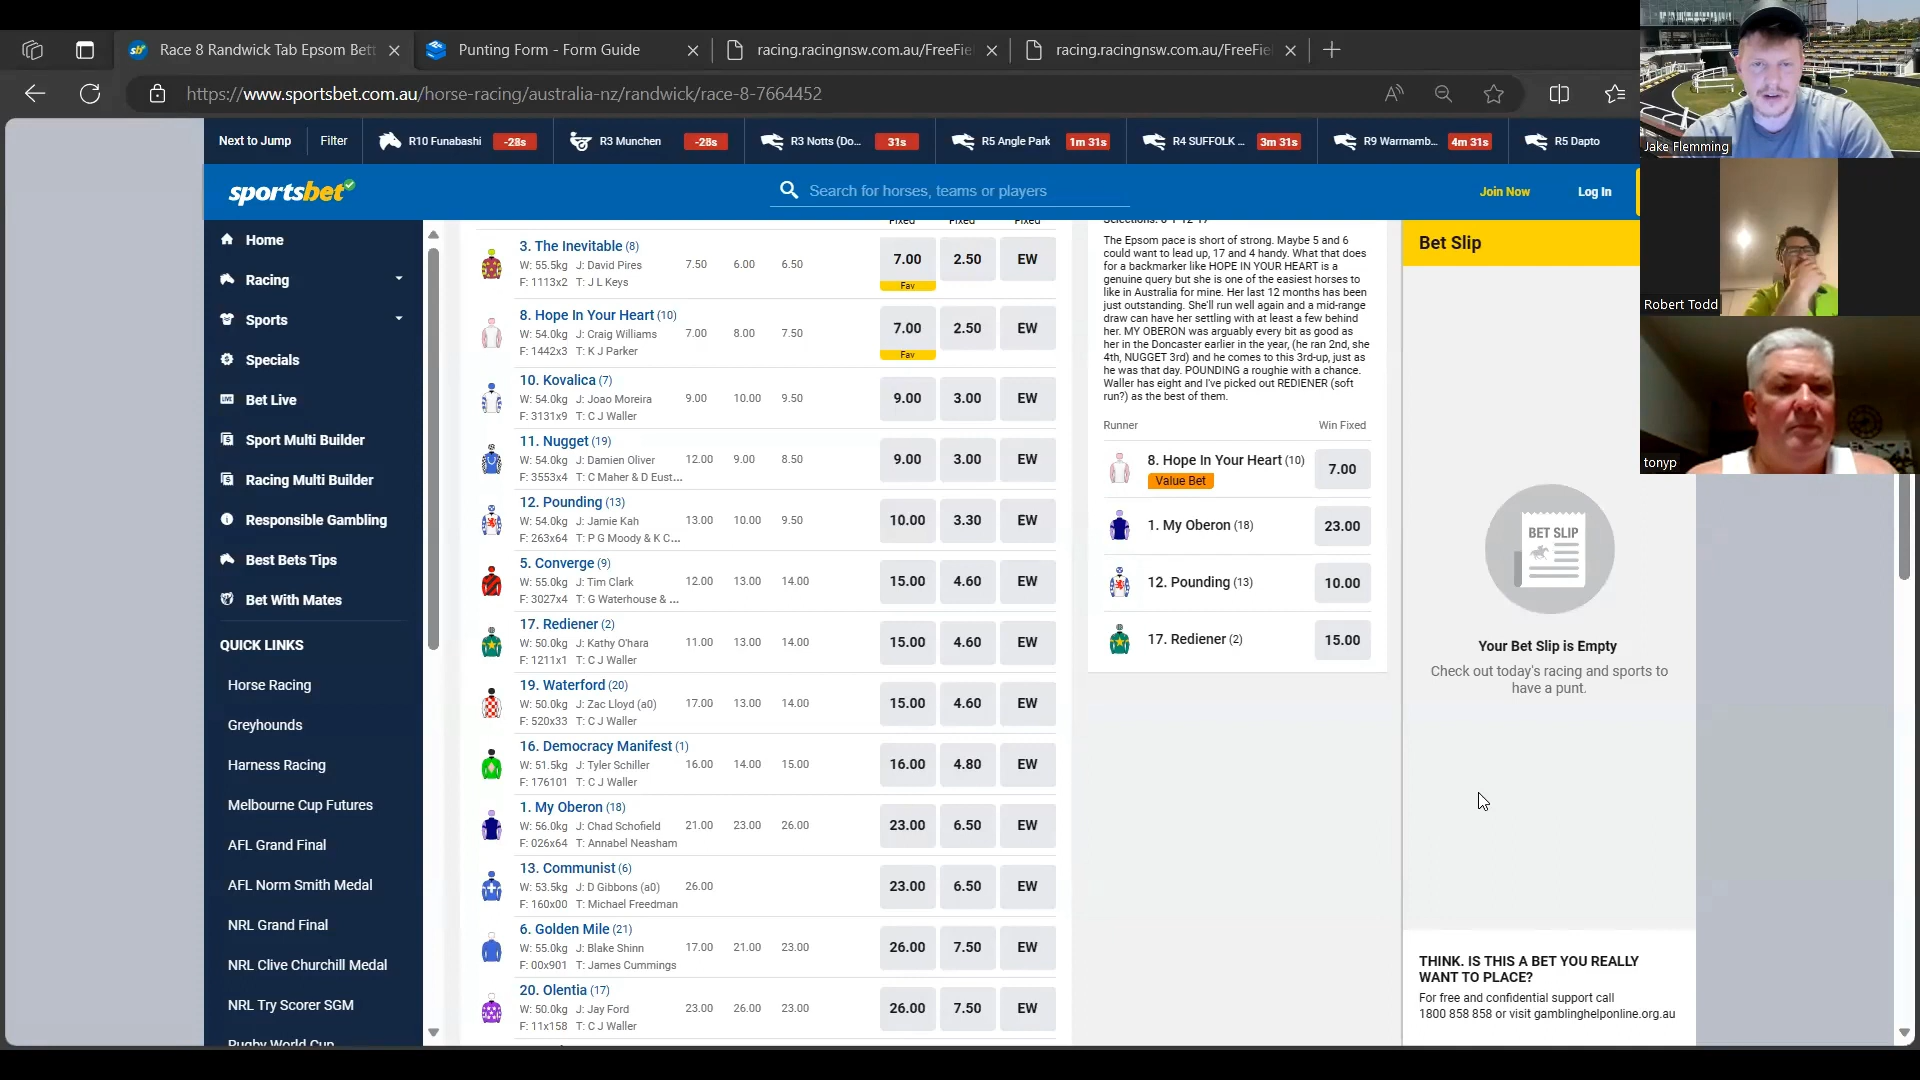 Race 8 Randwick Tab Epsom Bett
Punting Form - Form Guide
racing.racingnsw.com.au/FreeFie
racing.racingnsw.com.au/FreeFie
https://www.sportsbet.com.au/horse-racing/australia-nz/randwick/race-8-7664452
Jake Flemming
Robert Todd
tonyp
Next to Jump
Filter
R10 Funabashi -28s
R3 Munchen -28s
R3 Notts (Do... 31s
R5 Angle Park 1m 31s
R4 SUFFOLK ... 3m 31s
R9 Warrnamb... 4m 31s
R5 Dapto
sportsbet
Search for horses, teams or players
Join Now
Log In
Home
Racing
Sports
Specials
Bet Live
Sport Multi Builder
Racing Multi Builder
Responsible Gambling
Best Bets Tips
Bet With Mates
QUICK LINKS
Horse Racing
Greyhounds
Harness Racing
Melbourne Cup Futures
AFL Grand Final
AFL Norm Smith Medal
NRL Grand Final
NRL Clive Churchill Medal
NRL Try Scorer SGM
Rugby World Cup
Fixed Fixed Fixed
3. The Inevitable (8)
W: 55.5kg J: David Pires 7.50 6.00 6.50 7.00 2.50 EW
F: 1113x2 T: J L Keys Fav
8. Hope In Your Heart (10)
W: 54.0kg J: Craig Williams 7.00 8.00 7.50 7.00 2.50 EW
F: 1442x3 T: K J Parker Fav
10. Kovalica (7)
W: 54.0kg J: Joao Moreira 9.00 10.00 9.50 9.00 3.00 EW
F: 3131x9 T: C J Waller
11. Nugget (19)
W: 54.0kg J: Damien Oliver 12.00 9.00 8.50 9.00 3.00 EW
F: 3553x4 T: C Maher & D Eust...
12. Pounding (13)
W: 54.0kg J: Jamie Kah 13.00 10.00 9.50 10.00 3.30 EW
F: 263x64 T: P G Moody & K C...
5. Converge (9)
W: 55.0kg J: Tim Clark 12.00 13.00 14.00 15.00 4.60 EW
F: 3027x4 T: G Waterhouse & ...
17. Rediener (2)
W: 50.0kg J: Kathy O'hara 11.00 13.00 14.00 15.00 4.60 EW
F: 1211x1 T: C J Waller
19. Waterford (20)
W: 50.0kg J: Zac Lloyd (a0) 17.00 13.00 14.00 15.00 4.60 EW
F: 520x33 T: C J Waller
16. Democracy Manifest (1)
W: 51.5kg J: Tyler Schiller 16.00 14.00 15.00 16.00 4.80 EW
F: 176101 T: C J Waller
1. My Oberon (18)
W: 56.0kg J: Chad Schofield 21.00 23.00 26.00 23.00 6.50 EW
F: 026x64 T: Annabel Neasham
13. Communist (6)
W: 53.5kg J: D Gibbons (a0) 26.00 23.00 6.50 EW
F: 160x00 T: Michael Freedman
6. Golden Mile (21)
W: 55.0kg J: Blake Shinn 17.00 21.00 23.00 26.00 7.50 EW
F: 00x901 T: James Cummings
20. Olentia (17)
W: 50.0kg J: Jay Ford 23.00 26.00 23.00 26.00 7.50 EW
F: 11x158 T: C J Waller
The Epsom pace is short of strong. Maybe 5 and 6
could want to lead up, 17 and 4 handy. What that does
for a backmarker like HOPE IN YOUR HEART is a
genuine query but she is one of the easiest horses to
like in Australia for mine. Her last 12 months has been
just outstanding. She'll run well again and a mid-range
draw can have her settling with at least a few behind
her. MY OBERON was arguably every bit as good as
her in the Doncaster earlier in the year, (he ran 2nd, she
4th, NUGGET 3rd) and he comes to this 3rd-up, just as
he was that day. POUNDING a roughie with a chance.
Waller has eight and I've picked out REDIENER (soft
run?) as the best of them.
Runner Win Fixed
8. Hope In Your Heart (10) 7.00
Value Bet
1. My Oberon (18) 23.00
12. Pounding (13) 10.00
17. Rediener (2) 15.00
Bet Slip
BET SLIP
Your Bet Slip is Empty
Check out today's racing and sports to
have a punt.
THINK. IS THIS A BET YOU REALLY
WANT TO PLACE?
For free and confidential support call
1800 858 858 or visit gamblinghelponline.org.au